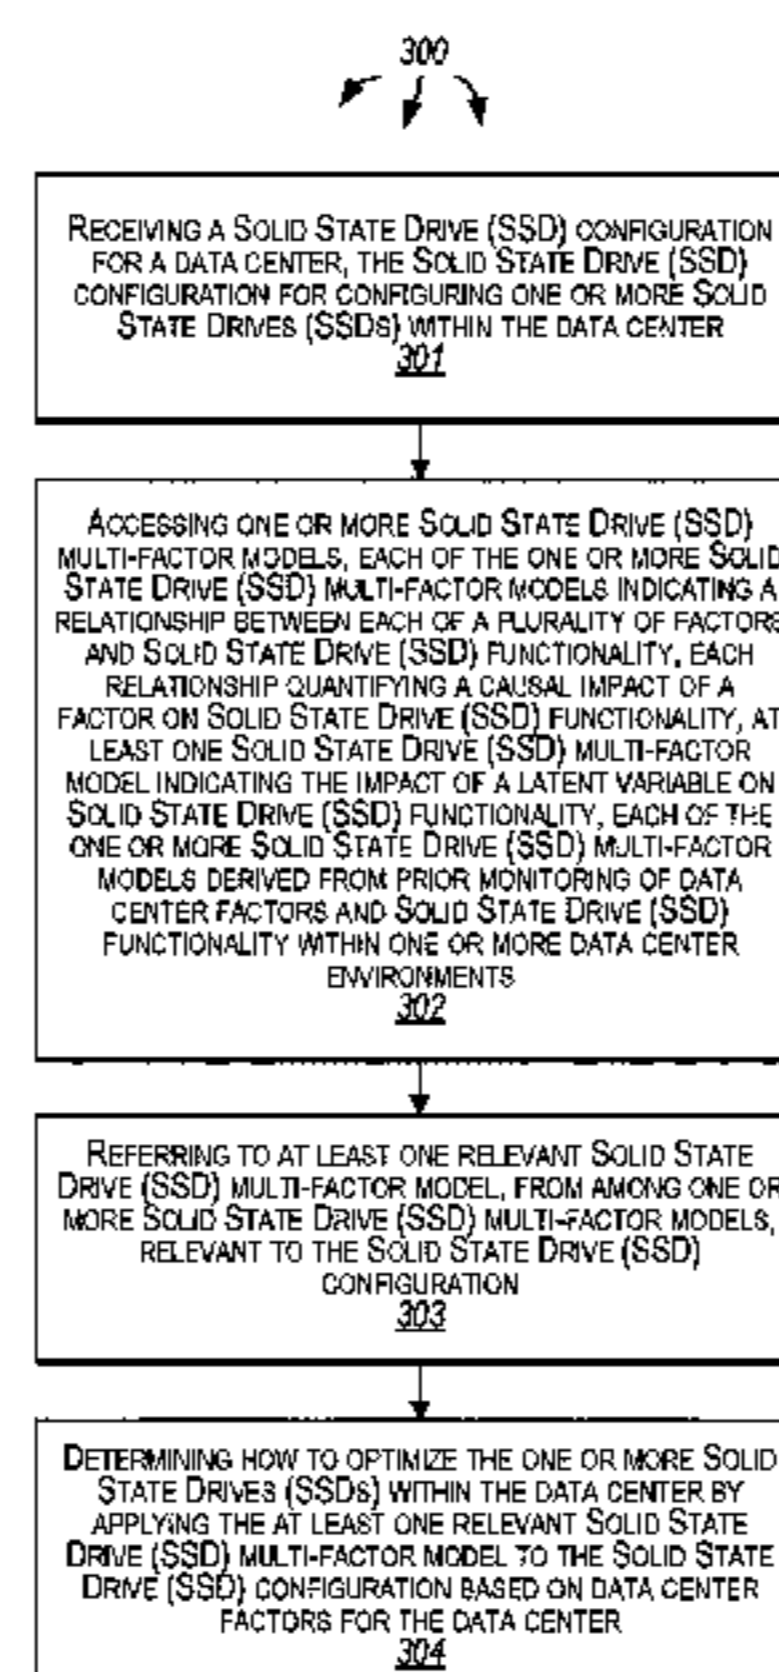 300
RECEIVING A SOLID STATE DRIVE (SSD) CONFIGURATION
FOR A DATA CENTER, THE SOLID STATE DRIVE (SSD)
CONFIGURATION FOR CONFIGURING ONE OR MORE SOLID
STATE DRIVES (SSDS) WITHIN THE DATA CENTER
301
ACCESSING ONE OR MORE SOLID STATE DRIVE (SSD)
MULTI-FACTOR MODELS, EACH OF THE ONE OR MORE SOLID
STATE DRIVE (SSD) MULTI-FACTOR MODELS INDICATING A
RELATIONSHIP BETWEEN EACH OF A PLURALITY OF FACTORS
AND SOLID STATE DRIVE (SSD) FUNCTIONALITY, EACH
RELATIONSHIP QUANTIFYING A CAUSAL IMPACT OF A
FACTOR ON SOLID STATE DRIVE (SSD) FUNCTIONALITY, AT
LEAST ONE SOLID STATE DRIVE (SSD) MULTI-FACTOR
MODEL INDICATING THE IMPACT OF A LATENT VARIABLE ON
SOLID STATE DRIVE (SSD) FUNCTIONALITY, EACH OF THE
ONE OR MORE SOLID STATE DRIVE (SSD) MULTI-FACTOR
MODELS DERIVED FROM PRIOR MONITORING OF DATA
CENTER FACTORS AND SOLID STATE DRIVE (SSD)
FUNCTIONALITY WITHIN ONE OR MORE DATA CENTER
ENVIRONMENTS
302
REFERRING TO AT LEAST ONE RELEVANT SOLID STATE
DRIVE (SSD) MULTI-FACTOR MODEL, FROM AMONG ONE OR
MORE SOLID STATE DRIVE (SSD) MULTI-FACTOR MODELS,
RELEVANT TO THE SOLID STATE DRIVE (SSD)
CONFIGURATION
303
DETERMINING HOW TO OPTIMIZE THE ONE OR MORE SOLID
STATE DRIVES (SSDS) WITHIN THE DATA CENTER BY
APPLYING THE AT LEAST ONE RELEVANT SOLID STATE
DRIVE (SSD) MULTI-FACTOR MODEL TO THE SOLID STATE
DRIVE (SSD) CONFIGURATION BASED ON DATA CENTER
FACTORS FOR THE DATA CENTER
304